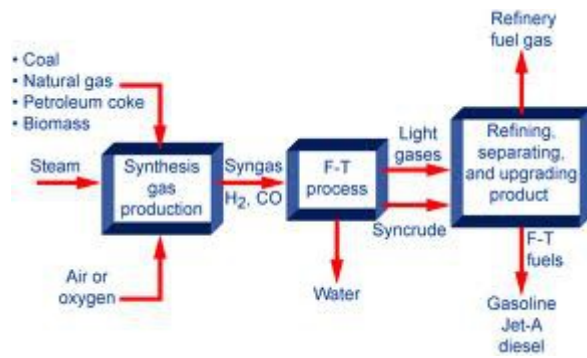 • Coal
• Natural gas
• Petroleum coke
• Biomass
Steam
Air or
oxygen
Synthesis
gas
production
Syngas
H2, CO
F-T
process
Water
Light
gases
Syncrude
Refinery
fuel gas
Refining,
separating,
and upgrading
product
F-T
fuels
Gasoline
Jet-A
diesel